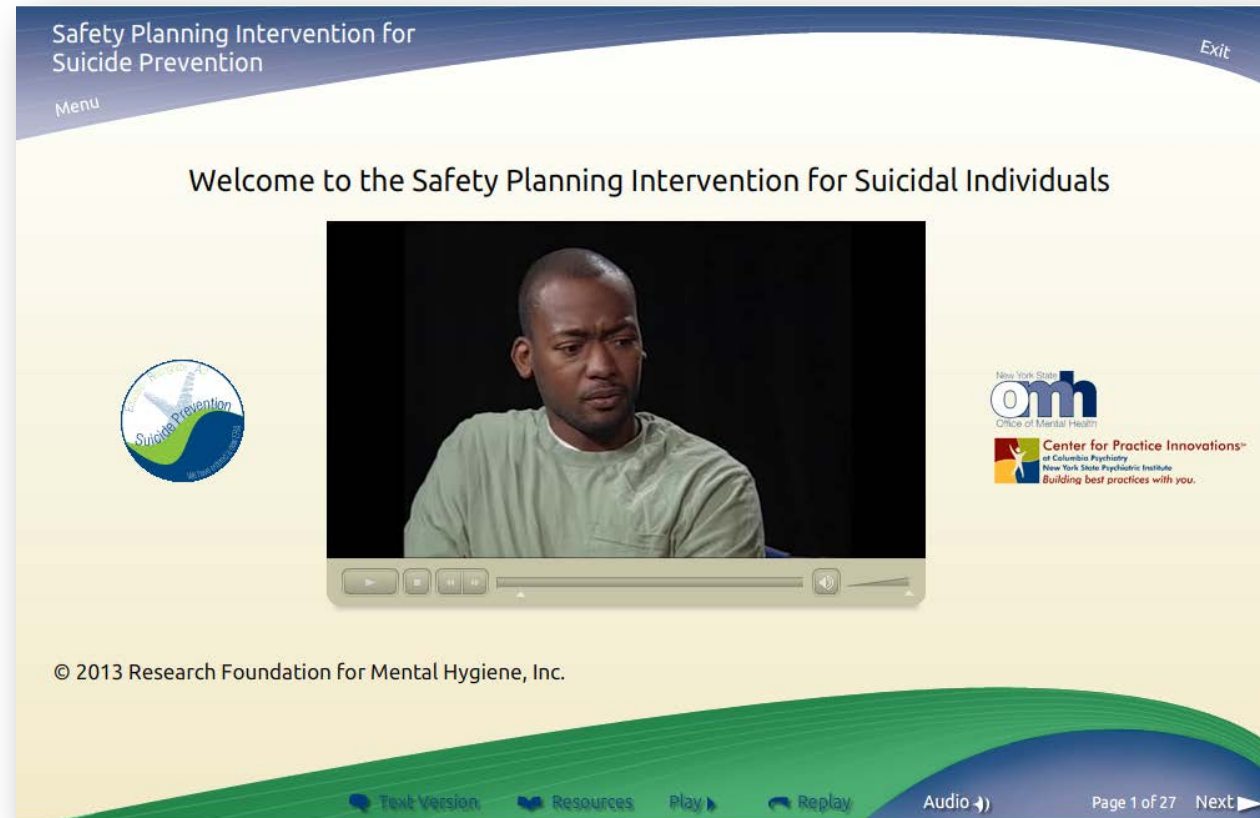 Safety Planning Intervention for
Suicide Prevention
Exit
Menu
Welcome to the Safety Planning Intervention for Suicidal Individuals
Suicide Prevention
New York State
omh
Office of Mental Health
Center for Practice Innovations℠
at Columbia Psychiatry
New York State Psychiatric Institute
Building best practices with you.
© 2013 Research Foundation for Mental Hygiene, Inc.
Text Version
Resources
Play
Replay
Audio
Page 1 of 27
Next